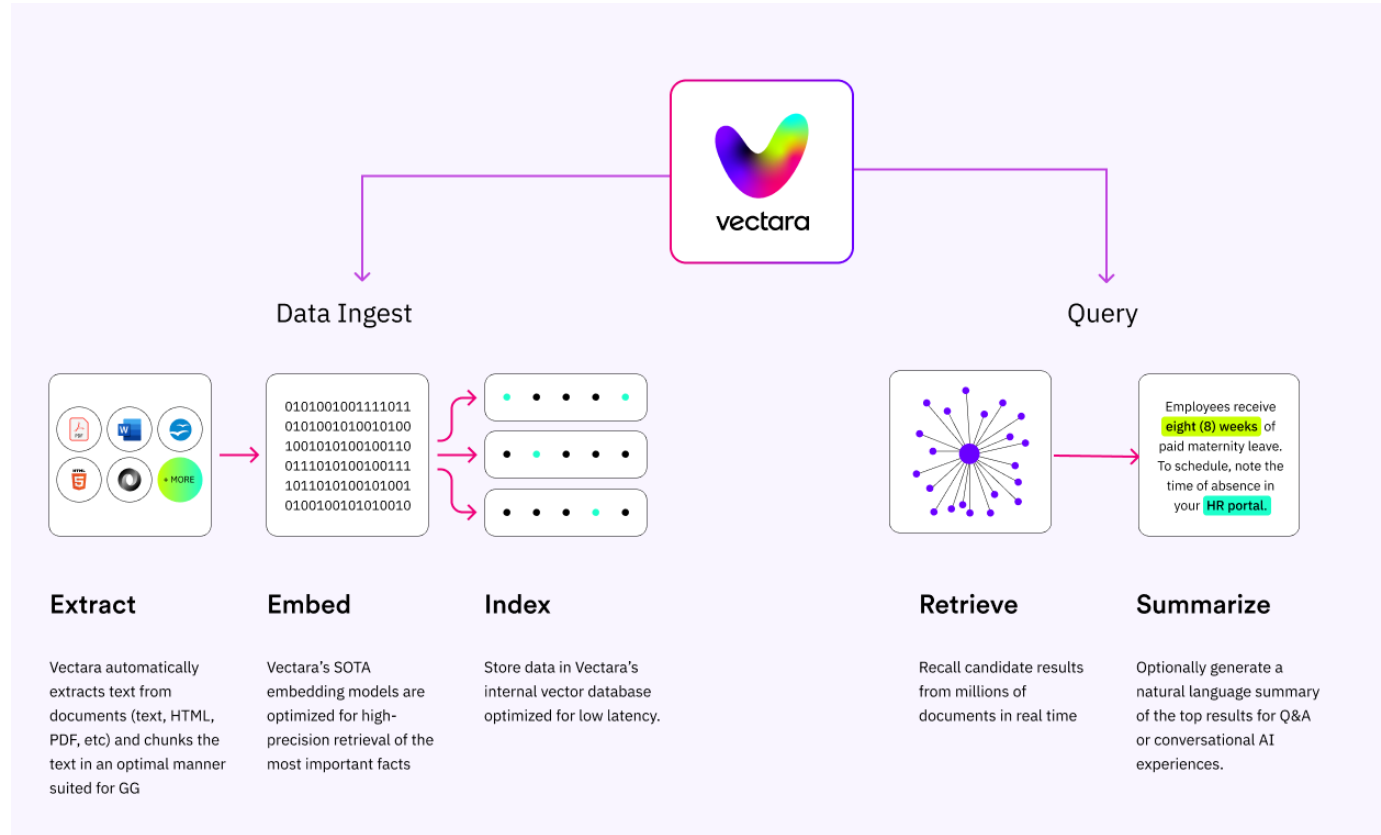 vectara
Data Ingest
Query
PDF
W
HTML
5
+ MORE
0101001001111011
0101001010010100
1001010100100110
0111010100100111
1011010100101001
0100100101010010
Employees receive
eight (8) weeks of
paid maternity leave.
To schedule, note the
time of absence in
your HR portal.
Extract
Vectara automatically
extracts text from
documents (text, HTML,
PDF, etc) and chunks the
text in an optimal manner
suited for GG
Embed
Vectara’s SOTA
embedding models are
optimized for high-
precision retrieval of the
most important facts
Index
Store data in Vectara’s
internal vector database
optimized for low latency.
Retrieve
Recall candidate results
from millions of
documents in real time
Summarize
Optionally generate a
natural language summary
of the top results for Q&A
or conversational AI
experiences.